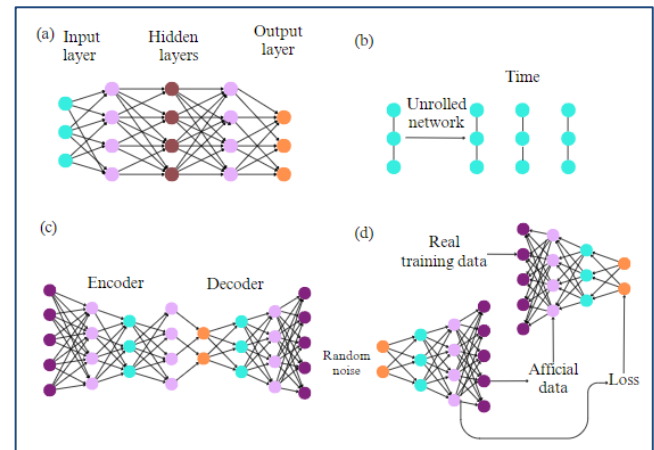 (a)
Input
layer
Hidden
layers
Output
layer
(b)
Time
Unrolled
network
(c)
Encoder
Decoder
(d)
Real
training data
Random
noise
Afficial
data
Loss